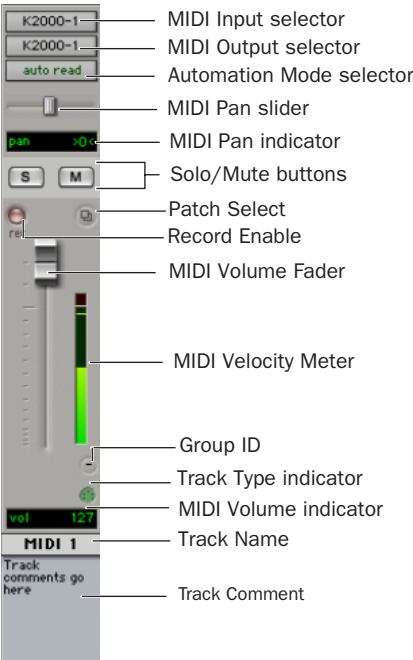 K2000-1 MIDI Input selector
K2000-1 MIDI Output selector
auto read Automation Mode selector
MIDI Pan slider
pan >0< MIDI Pan indicator
S M Solo/Mute buttons
Patch Select
rec Record Enable
MIDI Volume Fader
MIDI Velocity Meter
Group ID
Track Type indicator
MIDI Volume indicator
vol 127
MIDI 1 Track Name
Track
comments go
here
Track Comment